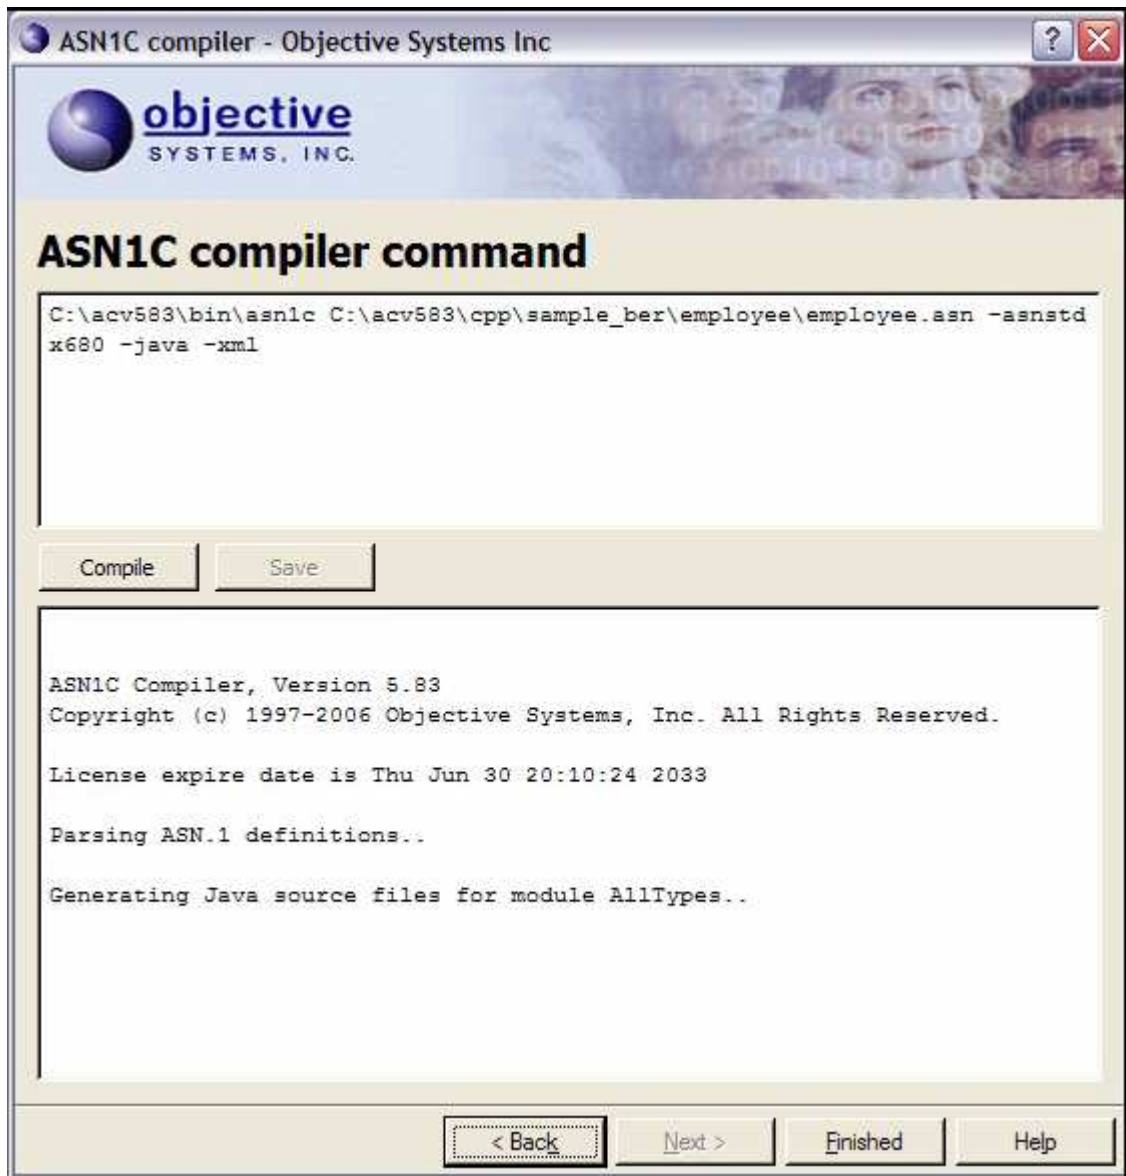 ASN1C compiler - Objective Systems Inc
objective
SYSTEMS, INC.
ASN1C compiler command
C:\acv583\bin\asn1c C:\acv583\cpp\sample_ber\employee\employee.asn -asnstd
x680 -java -xml
Compile
Save
ASN1C Compiler, Version 5.83
Copyright (c) 1997-2006 Objective Systems, Inc. All Rights Reserved.
License expire date is Thu Jun 30 20:10:24 2033
Parsing ASN.1 definitions..
Generating Java source files for module AllTypes..
< Back
Next >
Finished
Help